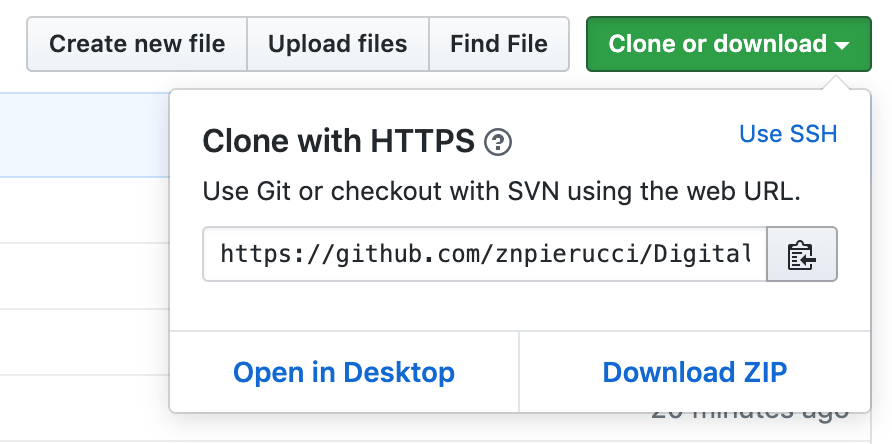 Create new file Upload files Find File Clone or download
Clone with HTTPS ?
Use SSH
Use Git or checkout with SVN using the web URL.
https://github.com/znpierucci/Digital
Open in Desktop Download ZIP
20 minutes ago